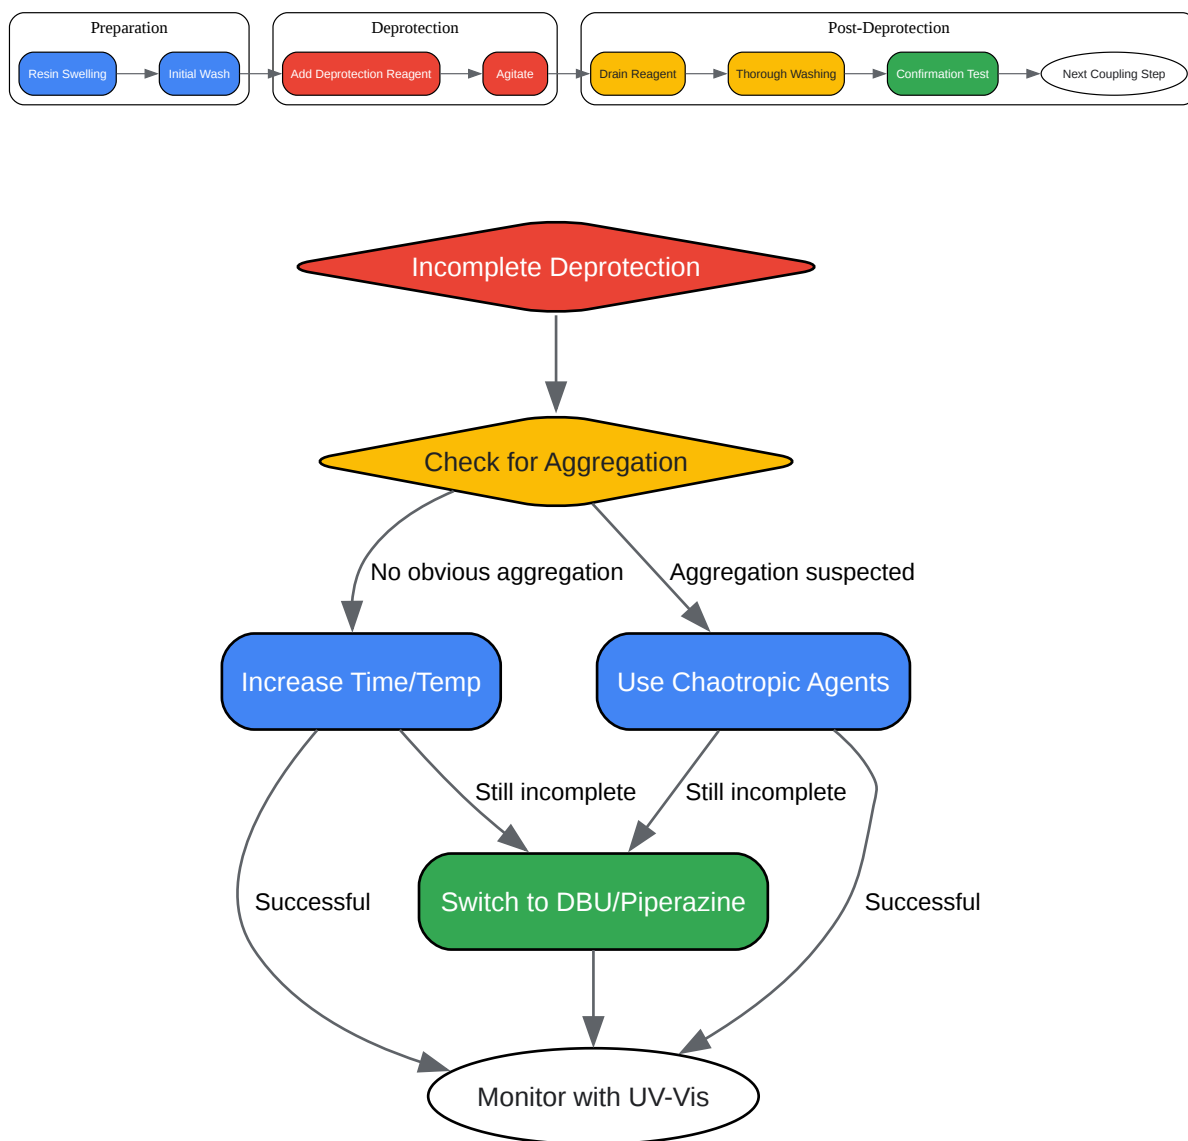 Preparation
Deprotection
Post-Deprotection
Resin Swelling
Initial Wash
Add Deprotection Reagent
Agitate
Drain Reagent
Thorough Washing
Confirmation Test
Next Coupling Step
Incomplete Deprotection
Check for Aggregation
No obvious aggregation
Aggregation suspected
Increase Time/Temp
Use Chaotropic Agents
Still incomplete
Still incomplete
Successful
Switch to DBU/Piperazine
Successful
Monitor with UV-Vis